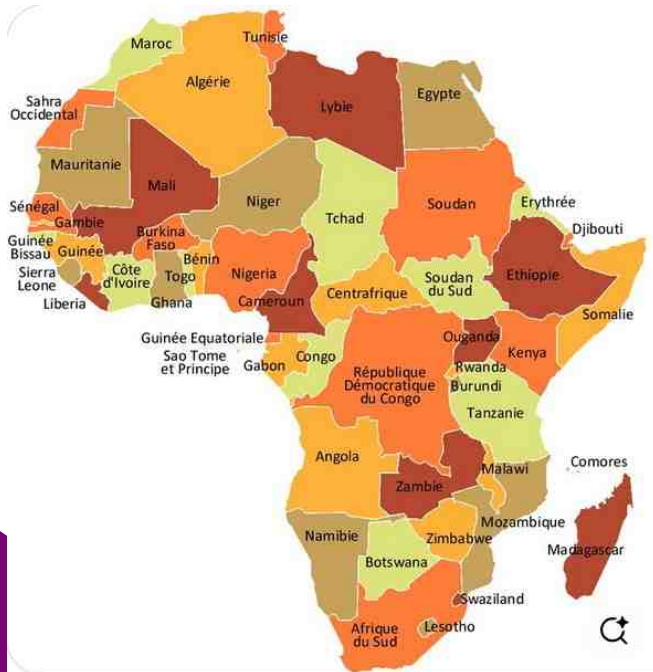 Maroc
Tunisie
Algérie
Lybie
Egypte
Sahra
Occidental
Mauritanie
Mali
Niger
Tchad
Soudan
Erythrée
Djibouti
Sénégal
Gambie
Guinée
Bissau
Guinée
Sierra
Leone
Liberia
Côte
d'Ivoire
Burkina
Faso
Ghana
Togo
Bénin
Nigeria
Cameroun
Centrafrique
Soudan
du Sud
Ethiopie
Somalie
Guinée Equatoriale
Sao Tome
et Principe
Gabon
Congo
République
Démocratique
du Congo
Ouganda
Kenya
Rwanda
Burundi
Tanzanie
Angola
Zambie
Malawi
Comores
Mozambique
Madagascar
Namibie
Botswana
Zimbabwe
Swaziland
Lesotho
Afrique
du Sud